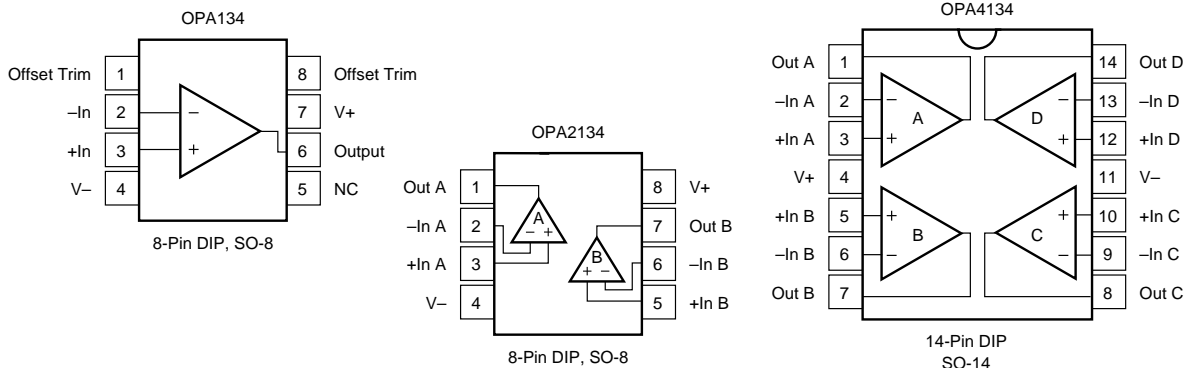 OPA134
Offset Trim 1 8 Offset Trim
–In 2 7 V+
+In 3 6 Output
V– 4 5 NC
– +
8-Pin DIP, SO-8
OPA2134
Out A 1 8 V+
–In A 2 7 Out B
+In A 3 6 –In B
V– 4 5 +In B
A – +
B + –
8-Pin DIP, SO-8
OPA4134
Out A 1 14 Out D
–In A 2 13 –In D
+In A 3 12 +In D
V+ 4 11 V–
+In B 5 10 +In C
–In B 6 9 –In C
Out B 7 8 Out C
– A + – D +
+ B – + C –
14-Pin DIP
SO-14